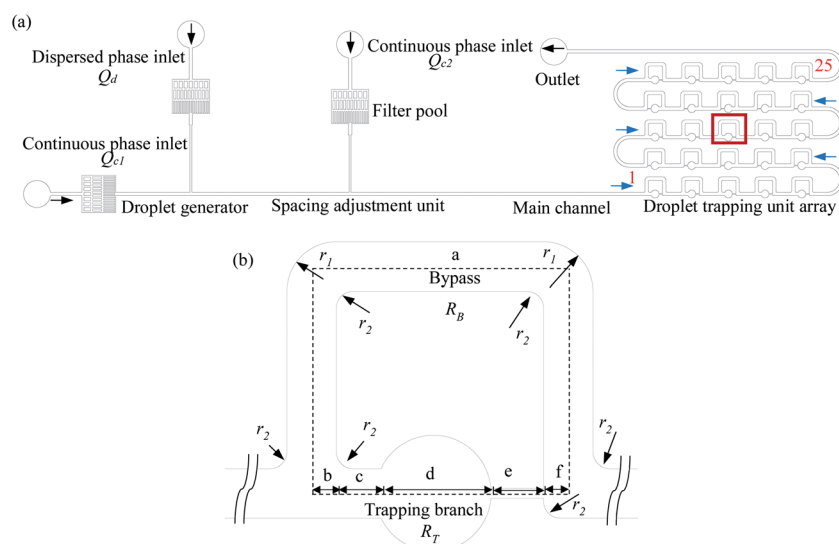 (a)
Dispersed phase inlet
Qd
Continuous phase inlet
Qc2
Outlet
25
Filter pool
Continuous phase inlet
Qc1
1
Droplet generator
Spacing adjustment unit
Main channel
Droplet trapping unit array
(b)
a
r1
r1
Bypass
r2
RB
r2
r2
r2
r2
b
c
d
e
f
Trapping branch
r2
RT